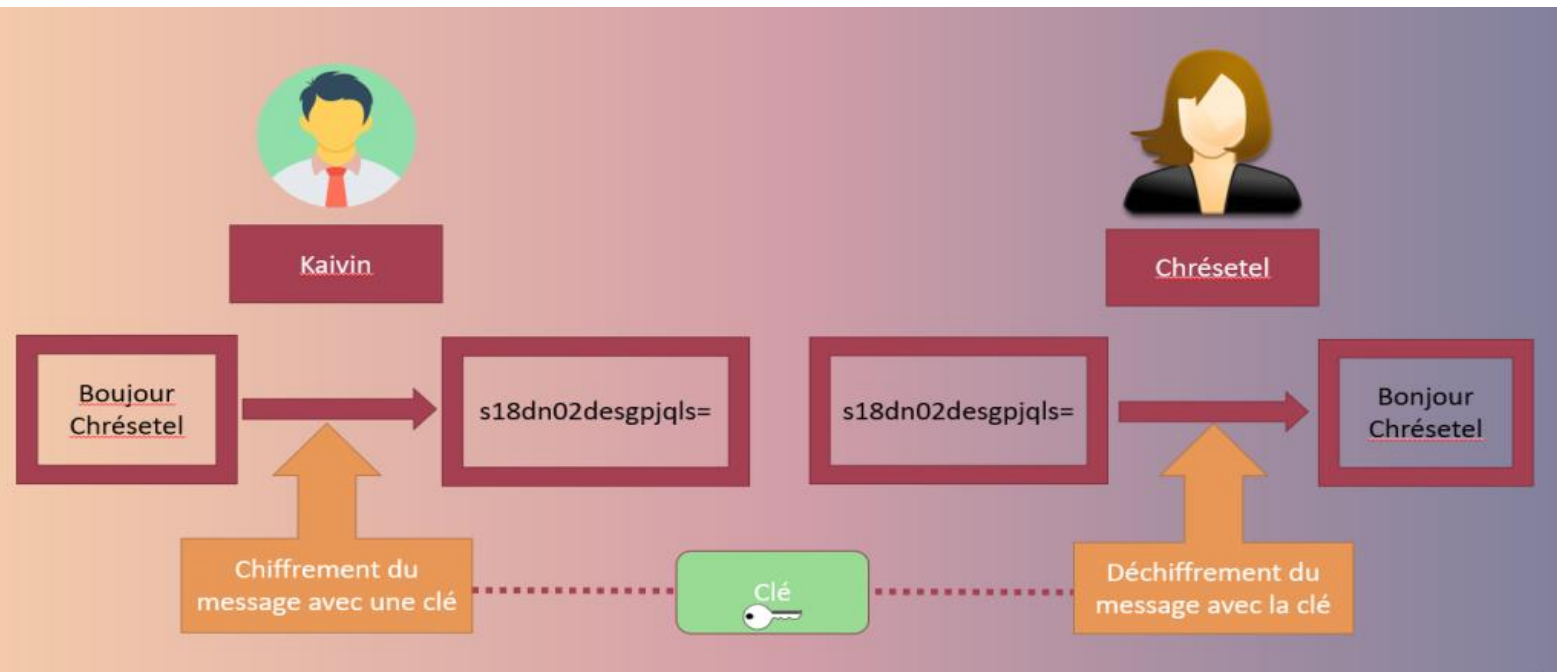 Kaivin
Chrésetel
Boujour
Chrésetel
s18dn02desgpjqls=
s18dn02desgpjqls=
Bonjour
Chrésetel
Chiffrement du
message avec une clé
Clé
Déchiffrement du
message avec la clé